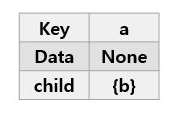 Key a
Data None
child {b}